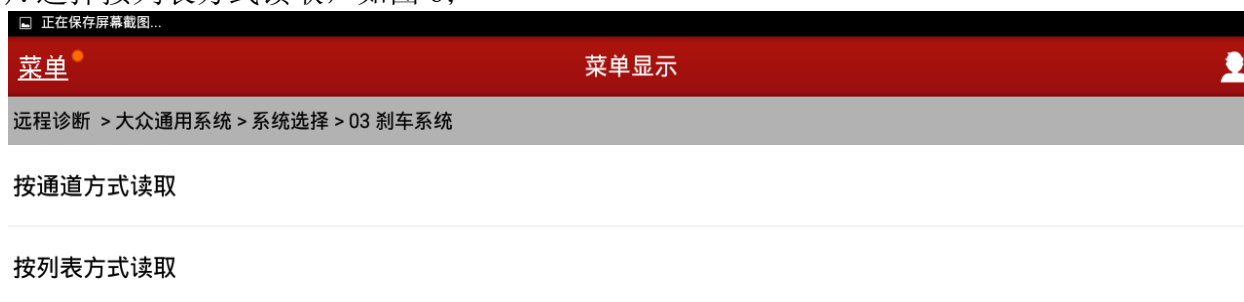 正在保存屏幕截图...
菜单 菜单显示
远程诊断 > 大众通用系统 > 系统选择 > 03 刹车系统
按通道方式读取
按列表方式读取